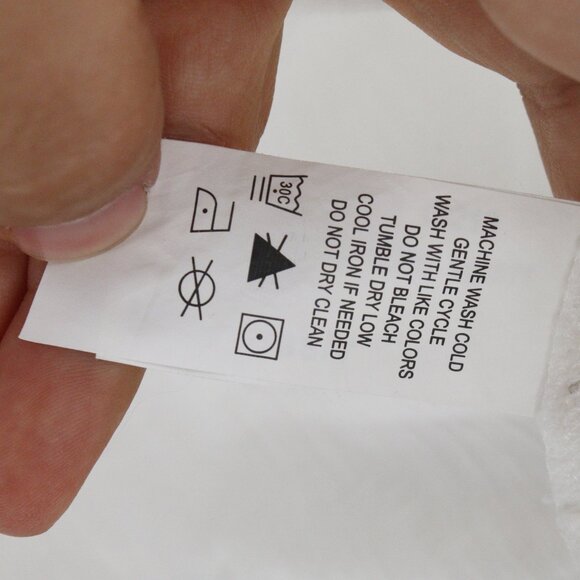 MACHINE WASH COLD
GENTLE CYCLE
WASH WITH LIKE COLORS
DO NOT BLEACH
TUMBLE DRY LOW
COOL IRON IF NEEDED
DO NOT DRY CLEAN
30C